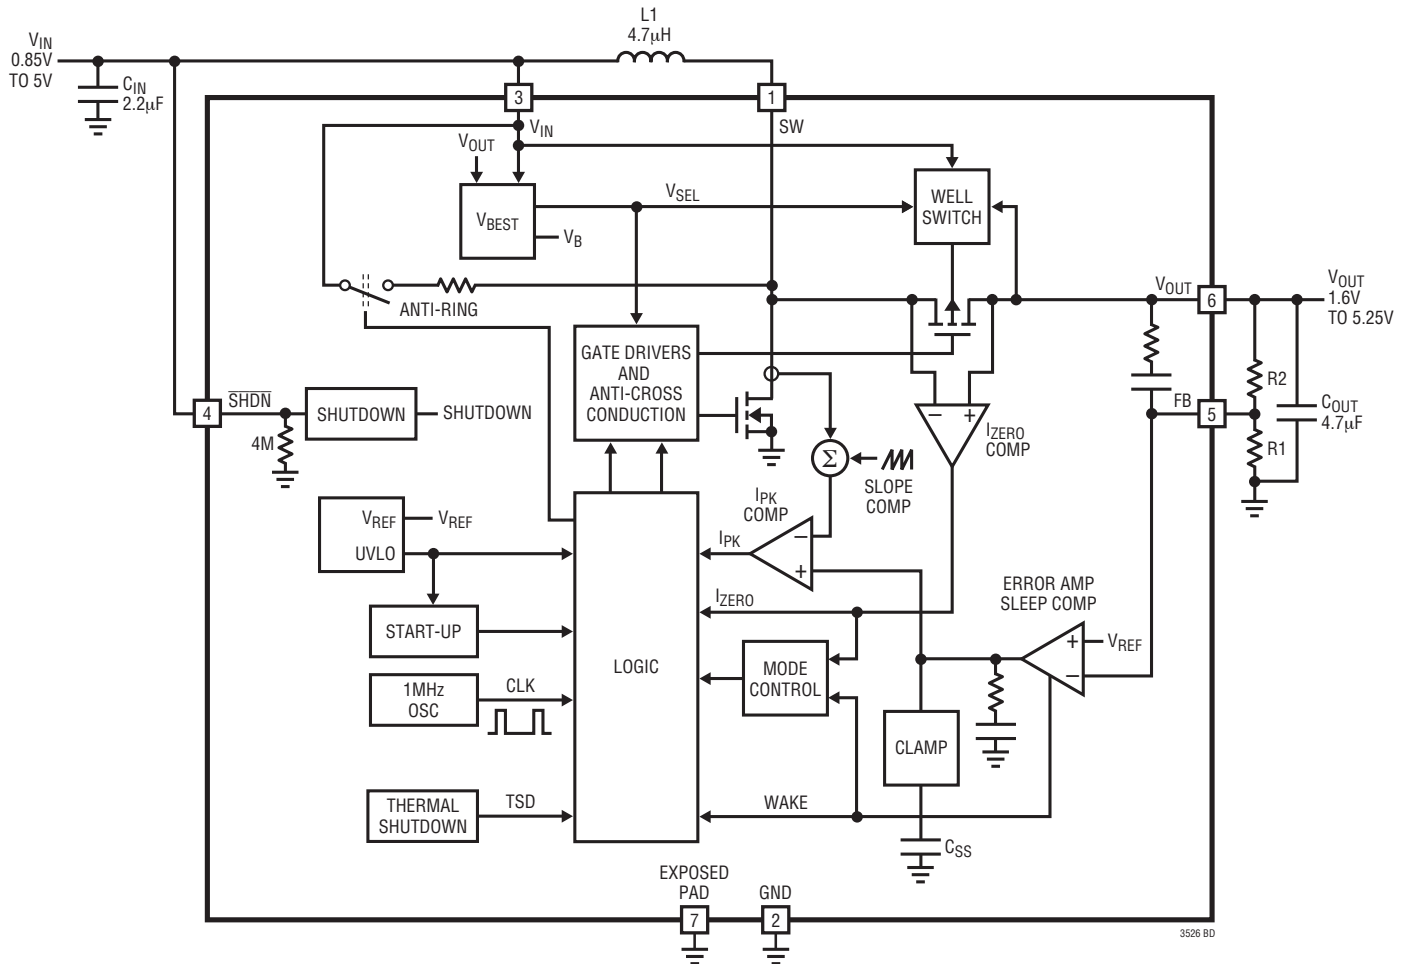 L1
4.7µH
VIN
0.85V
TO 5V
CIN
2.2µF
3
1
VIN
SW
VOUT
VSEL
WELL
SWITCH
VBEST
VB
ANTI-RING
VOUT
6
VOUT
1.6V
TO 5.25V
GATE DRIVERS
AND
ANTI-CROSS
CONDUCTION
R2
SHDN
4
SHUTDOWN
SHUTDOWN
4M
– +
IZERO
COMP
FB
5
COUT
4.7µF
R1
Σ
SLOPE
COMP
IPK
COMP
VREF
VREF
UVLO
IPK
–
+
ERROR AMP
SLEEP COMP
IZERO
START-UP
LOGIC
MODE
CONTROL
+
VREF
–
1MHz
OSC
CLK
CLAMP
THERMAL
SHUTDOWN
TSD
WAKE
CSS
EXPOSED
PAD
GND
7
2
3526 BD